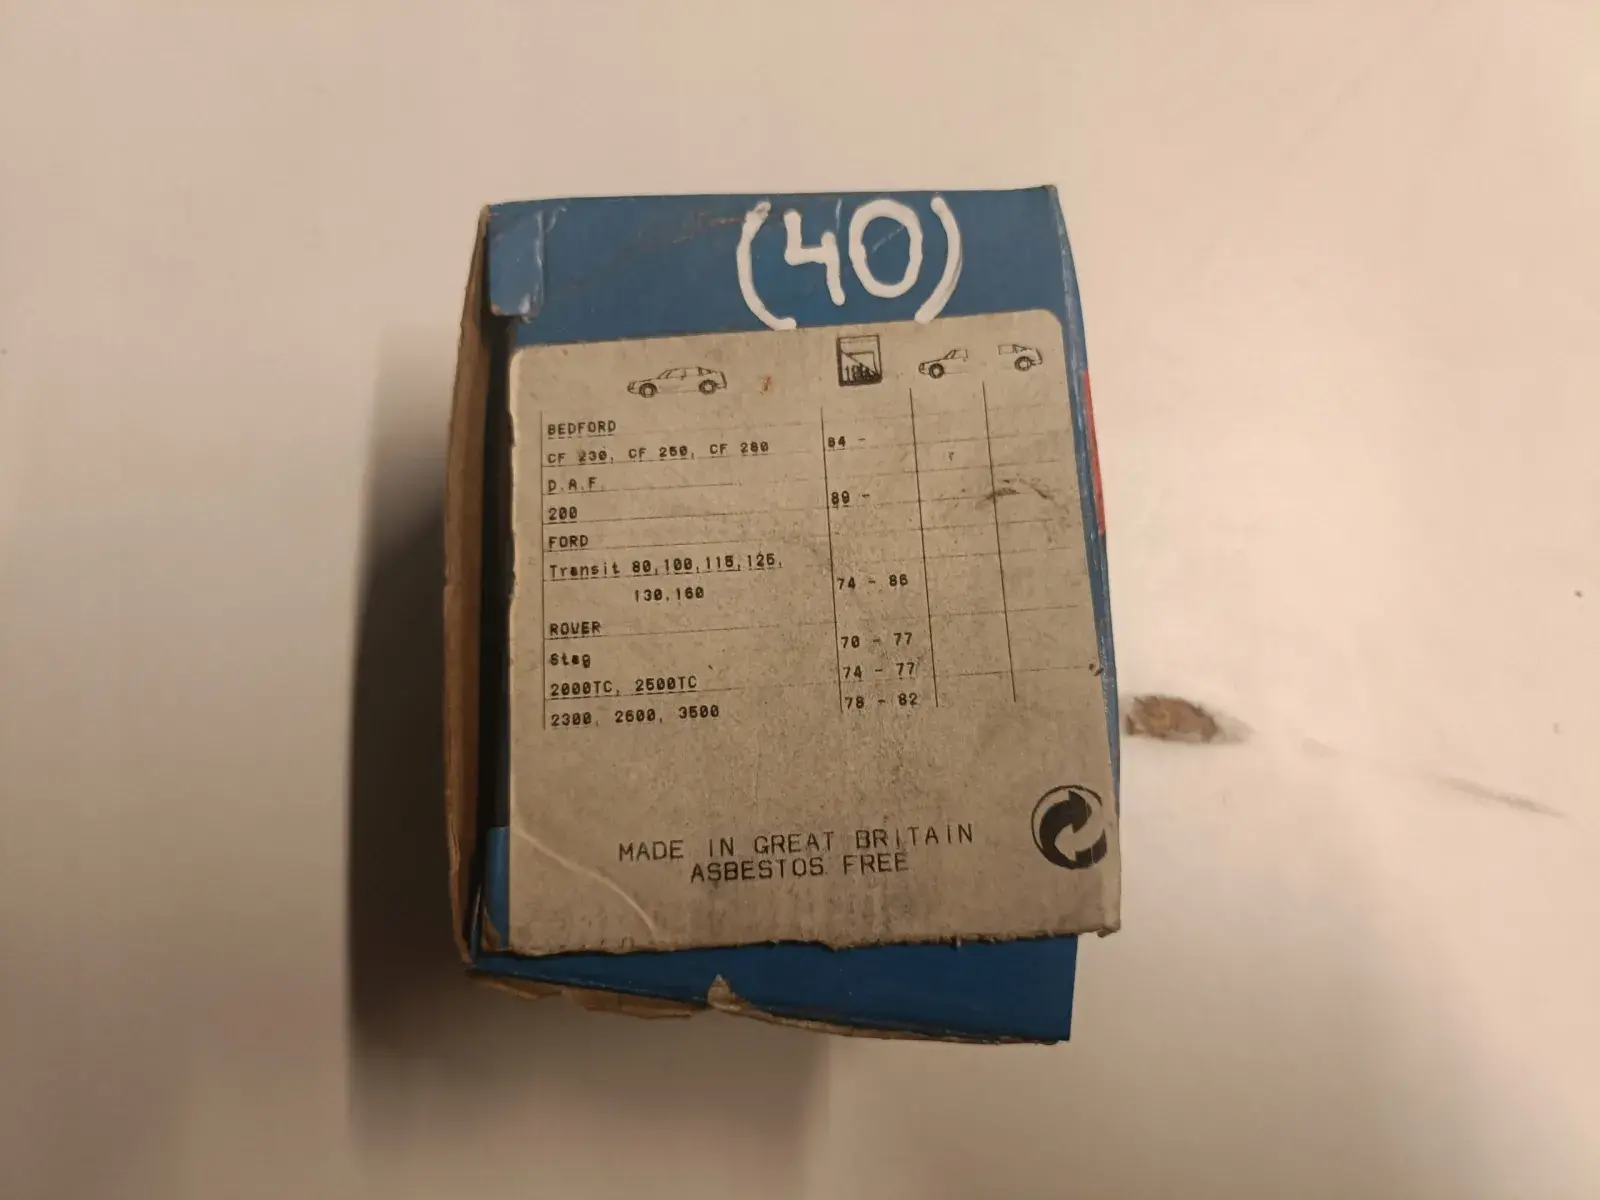 (40)
BEDFORD
CF 230, CF 250, CF 280 84 -
D.A.F.
200 89 -
FORD
Transit 80,100,115,125,
130,160 74 - 86
ROVER
Stag 70 - 77
2000TC, 2500TC 74 - 77
2300, 2600, 3500 78 - 82
MADE IN GREAT BRITAIN
ASBESTOS FREE